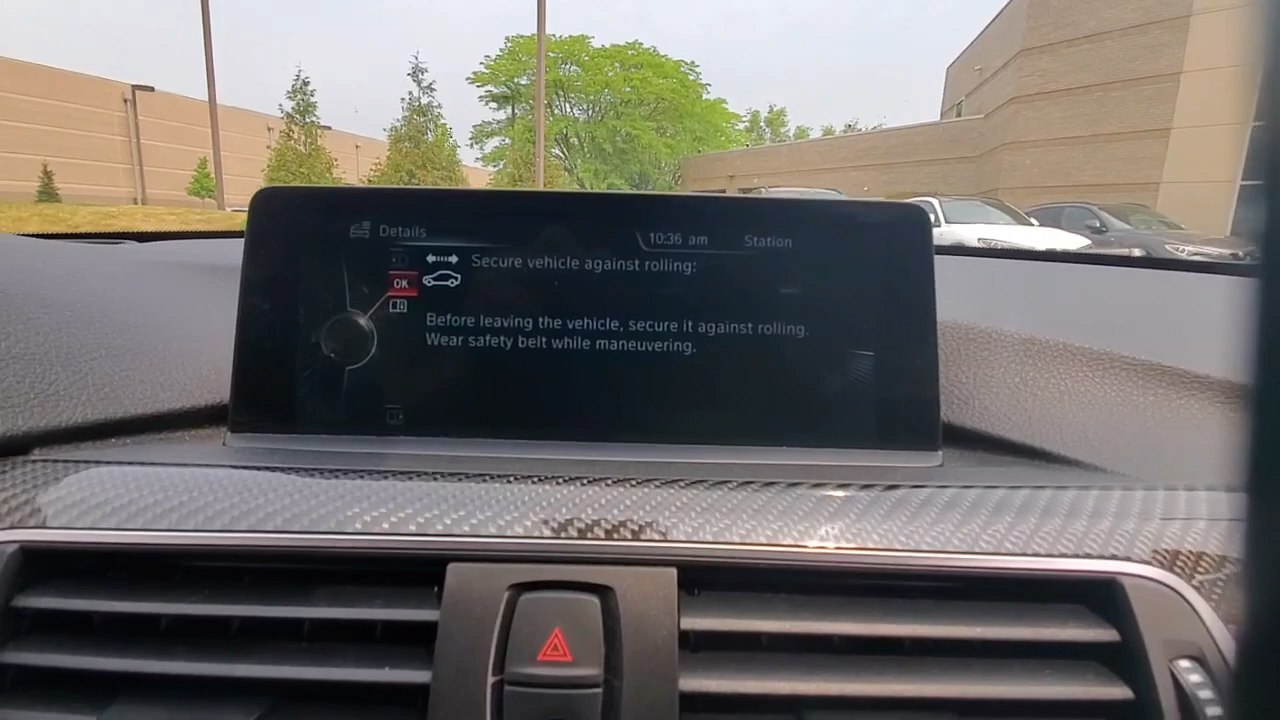 Details
10:36 am
Station
Secure vehicle against rolling:
OK
Before leaving the vehicle, secure it against rolling.
Wear safety belt while maneuvering.